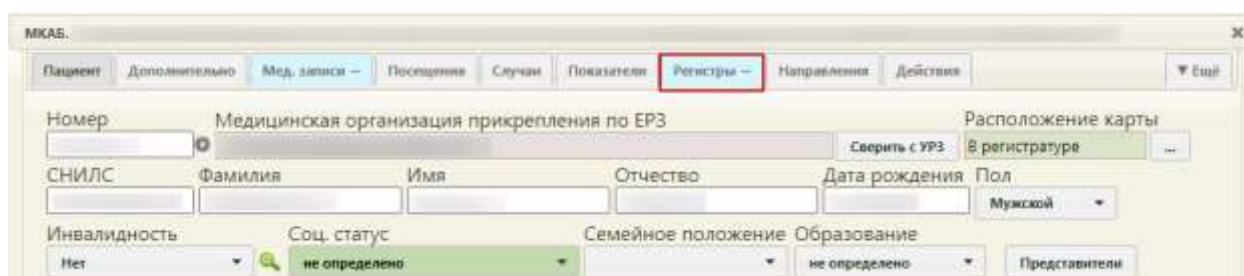 МКАБ.
Пациент Дополнительно Мед. записи — Посещения Случаи Показатели Регистры — Направления Действия ▼ Ещё
Номер Медицинская организация прикрепления по ЕРЗ Расположение карты
Сверить с УРЗ В регистратуре ...
СНИЛС Фамилия Имя Отчество Дата рождения Пол
Мужской
Инвалидность Соц. статус Семейное положение Образование
Нет не определено не определено Представители